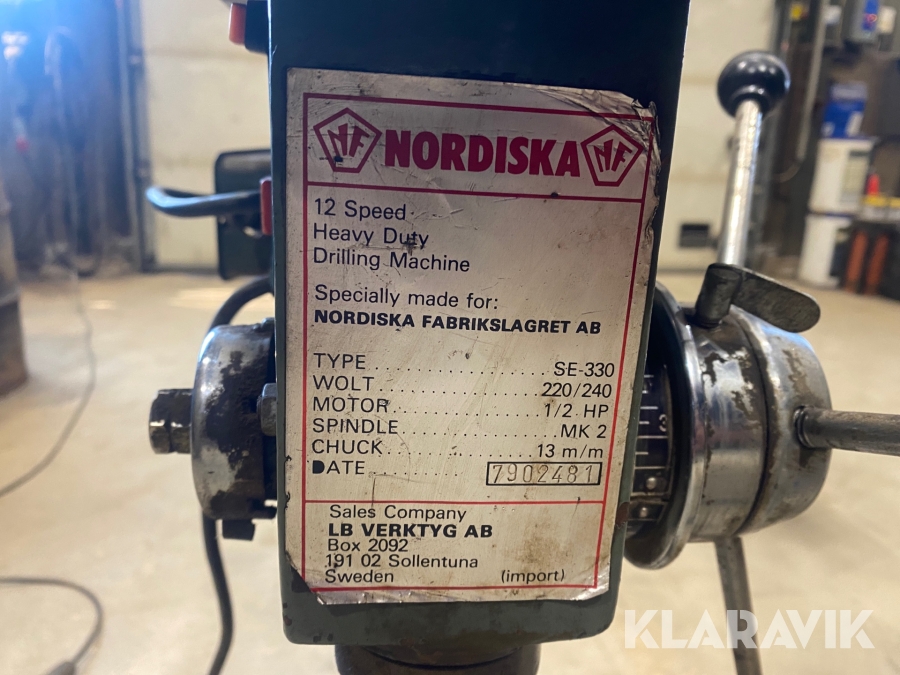 NF NORDISKA NF
12 Speed
Heavy Duty
Drilling Machine
Specially made for:
NORDISKA FABRIKSLAGRET AB
TYPE....................SE-330
WOLT....................220/240
MOTOR....................1/2 HP
SPINDLE....................MK 2
CHUCK....................13 m/m
DATE.................... 7902481
Sales Company
LB VERKTYG AB
Box 2092
191 02 Sollentuna
Sweden (import)
3
KLARAVIK